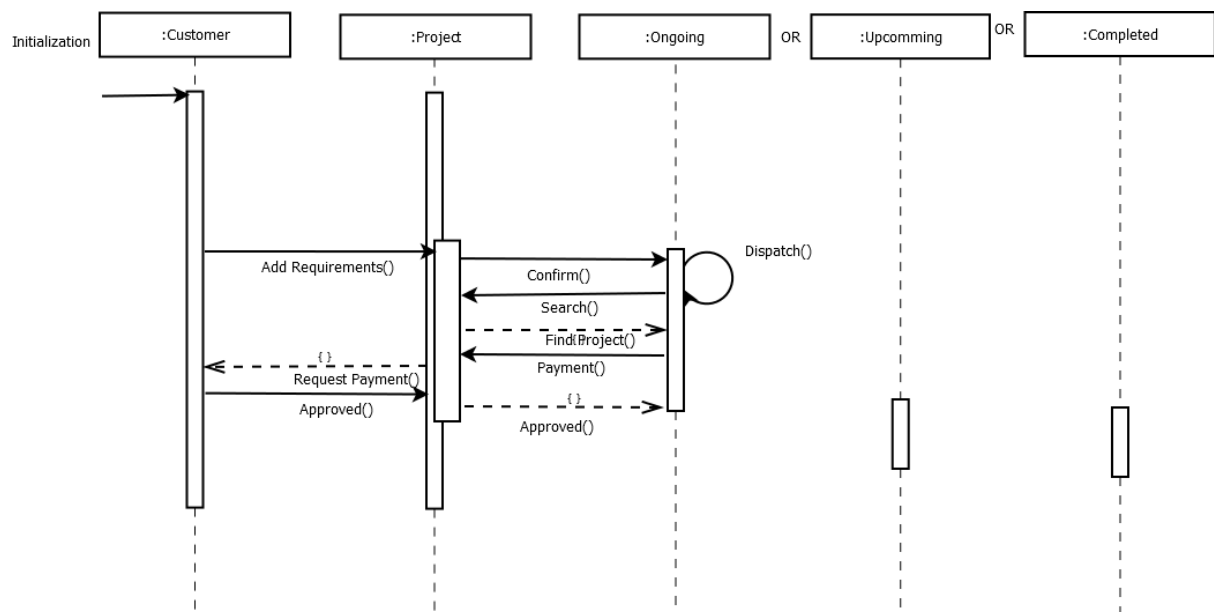 Initialization
:Customer
:Project
:Ongoing
OR
:Upcomming
OR
:Completed
Dispatch()
Add Requirements()
Confirm()
Search()
Find Project()
{ }
Payment()
Request Payment()
{ }
Approved()
Approved()